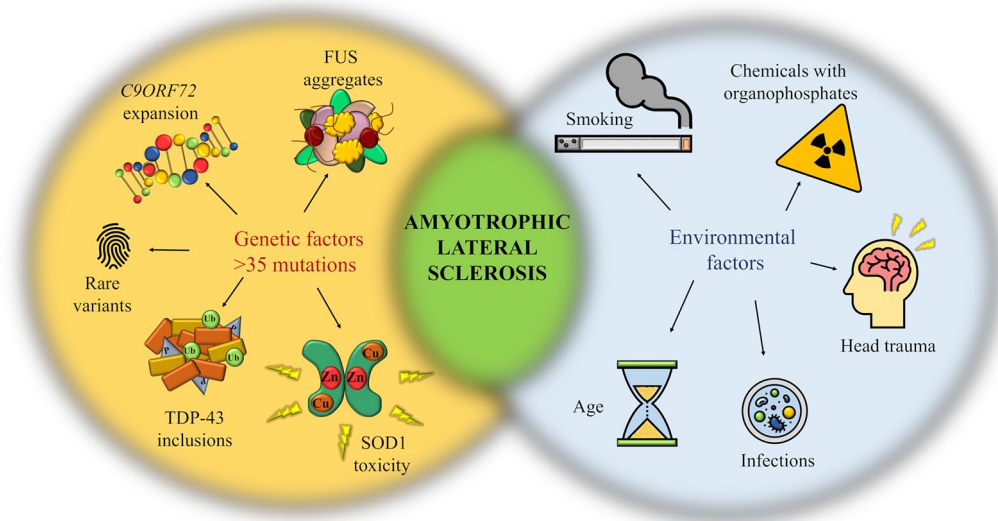 C9ORF72
expansion
FUS
aggregates
Genetic factors
>35 mutations
Rare
variants
Ub
Ub
Ub
P
P
P
TDP-43
inclusions
Cu
Zn
Zn
Cu
SOD1
toxicity
AMYOTROPHIC
LATERAL
SCLEROSIS
Smoking
Chemicals with
organophosphates
Environmental
factors
Head trauma
Age
Infections